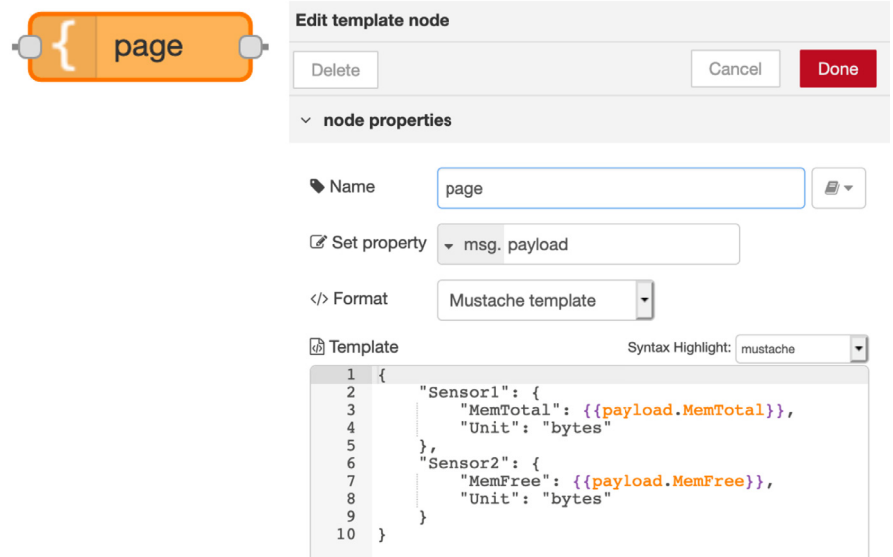 { page
Edit template node
Delete Cancel Done
node properties
Name page
Set property msg. payload
</> Format Mustache template
Template Syntax Highlight: mustache
1 {
2 "Sensor1": {
3 "MemTotal": {{payload.MemTotal}},
4 "Unit": "bytes"
5 },
6 "Sensor2": {
7 "MemFree": {{payload.MemFree}},
8 "Unit": "bytes"
9 }
10 }